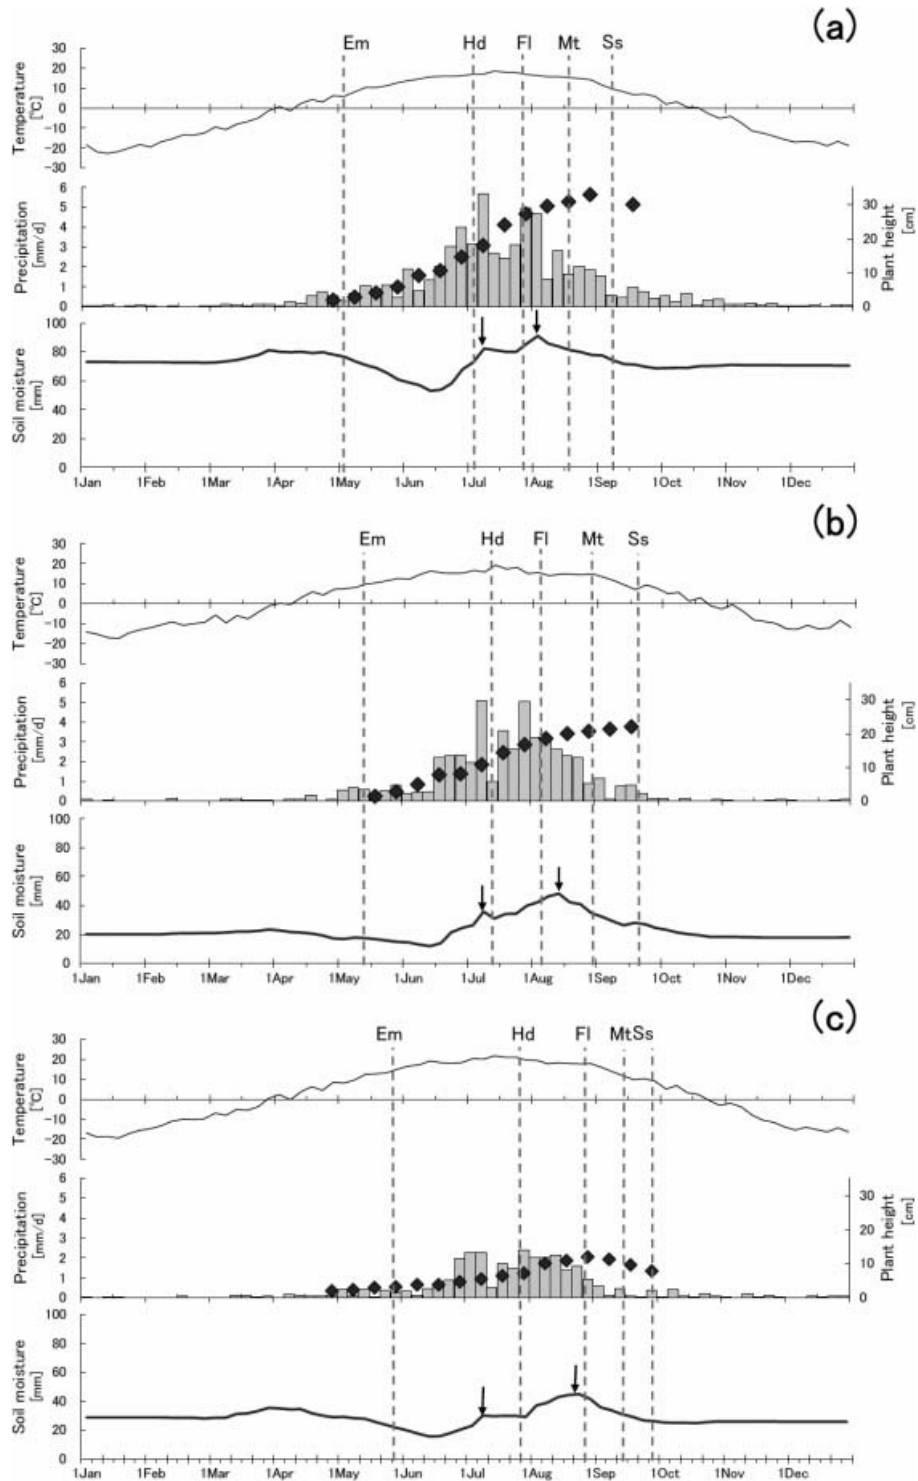 (a)
Em Hd Fl Mt Ss
30
20
10
0
-10
-20
-30
Temperature
[℃]
6
5
4
3
2
1
0
Precipitation
[mm/d]
30
20
10
0
Plant height
[cm]
100
80
60
40
20
0
Soil moisture
[mm]
1Jan 1Feb 1Mar 1Apr 1May 1Jun 1Jul 1Aug 1Sep 1Oct 1Nov 1Dec
(b)
Em Hd Fl Mt Ss
30
20
10
0
-10
-20
-30
Temperature
[℃]
6
5
4
3
2
1
0
Precipitation
[mm/d]
30
20
10
0
Plant height
[cm]
100
80
60
40
20
0
Soil moisture
[mm]
1Jan 1Feb 1Mar 1Apr 1May 1Jun 1Jul 1Aug 1Sep 1Oct 1Nov 1Dec
(c)
Em Hd Fl Mt Ss
30
20
10
0
-10
-20
-30
Temperature
[℃]
6
5
4
3
2
1
0
Precipitation
[mm/d]
30
20
10
0
Plant height
[cm]
100
80
60
40
20
0
Soil moisture
[mm]
1Jan 1Feb 1Mar 1Apr 1May 1Jun 1Jul 1Aug 1Sep 1Oct 1Nov 1Dec